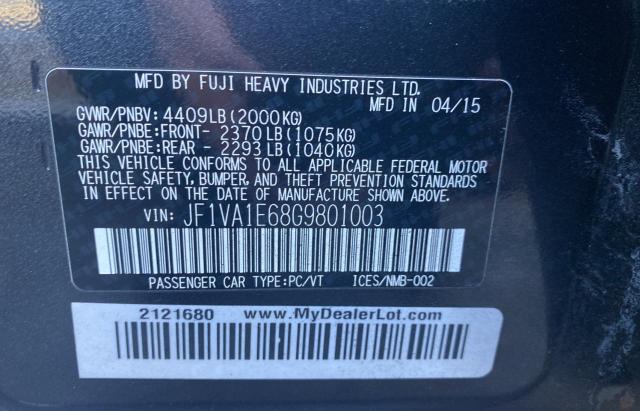 MFD BY FUJI HEAVY INDUSTRIES LTD.
MFD IN 04/15
GVWR/PNBV: 4409LB(2000KG)
GAWR/PNBE:FRONT- 2370LB(1075KG)
GAWR/PNBE:REAR - 2293LB(1040KG)
THIS VEHICLE CONFORMS TO ALL APPLICABLE FEDERAL MOTOR
VEHICLE SAFETY, BUMPER, AND THEFT PREVENTION STANDARDS
IN EFFECT ON THE DATE OF MANUFACTURE SHOWN ABOVE.
VIN: JF1VA1E68G9801003
PASSENGER CAR TYPE:PC/VT ICES/NMB-002
2121680 www.MyDealerLot.com